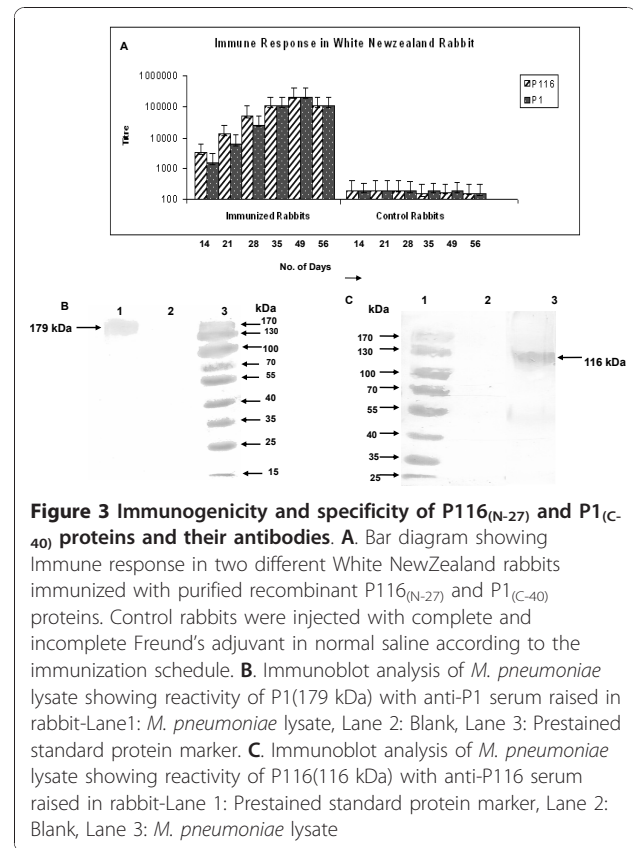 A
Immune Response in White Newzealand Rabbit
1000000
100000
10000
1000
100
Titre
P116
P1
Immunized Rabbits Control Rabbits
14 21 28 35 49 56 14 21 28 35 49 56
No. of Days
B
1 2 3 kDa
179 kDa
170
130
100
70
55
40
35
25
15
C
kDa 1 2 3
170
130
100
70
55
40
35
25
116 kDa
Figure 3 Immunogenicity and specificity of P116(N-27) and P1(C-
40) proteins and their antibodies. A. Bar diagram showing
Immune response in two different White NewZealand rabbits
immunized with purified recombinant P116(N-27) and P1(C-40)
proteins. Control rabbits were injected with complete and
incomplete Freund's adjuvant in normal saline according to the
immunization schedule. B. Immunoblot analysis of M. pneumoniae
lysate showing reactivity of P1(179 kDa) with anti-P1 serum raised in
rabbit-Lane1: M. pneumoniae lysate, Lane 2: Blank, Lane 3: Prestained
standard protein marker. C. Immunoblot analysis of M. pneumoniae
lysate showing reactivity of P116(116 kDa) with anti-P116 serum
raised in rabbit-Lane 1: Prestained standard protein marker, Lane 2:
Blank, Lane 3: M. pneumoniae lysate